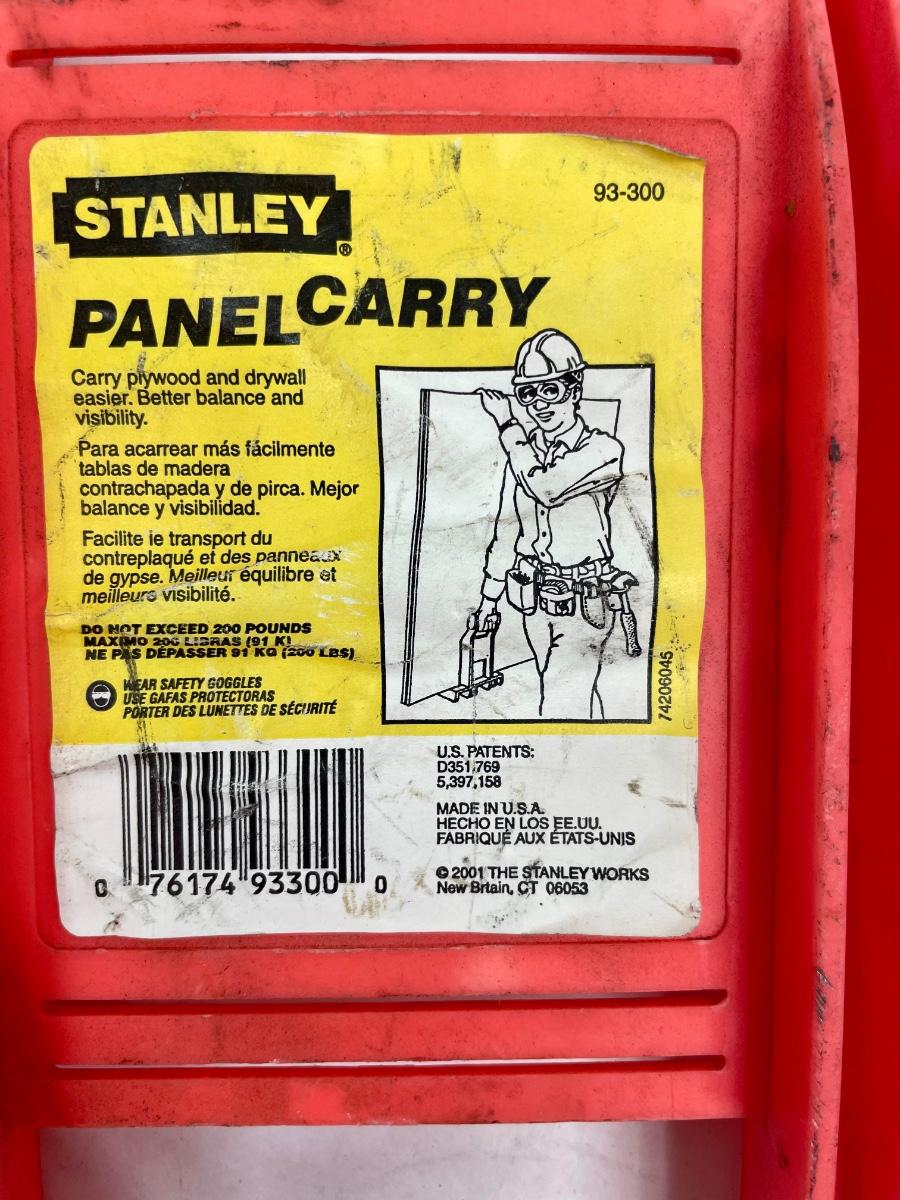 STANLEY®
93-300
PANEL CARRY
Carry plywood and drywall
easier. Better balance and
visibility.
Para acarrear más fácilmente
tablas de madera
contrachapada y de pirca. Mejor
balance y visibilidad.
Facilite le transport du
contreplaqué et des panneaux
de gypse. Meilleur équilibre et
meilleure visibilité.
DO NOT EXCEED 200 POUNDS
MAXIMO 200 LIBRAS (91 K)
NE PAS DÉPASSER 91 KG (200 LBS)
WEAR SAFETY GOGGLES
USE GAFAS PROTECTORAS
PORTER DES LUNETTES DE SÉCURITÉ
74206045
0 76174 93300 0
U.S. PATENTS:
D351,769
5,397,158
MADE IN U.S.A.
HECHO EN LOS EE.UU.
FABRIQUÉ AUX ÉTATS-UNIS
© 2001 THE STANLEY WORKS
New Britain, CT 06053